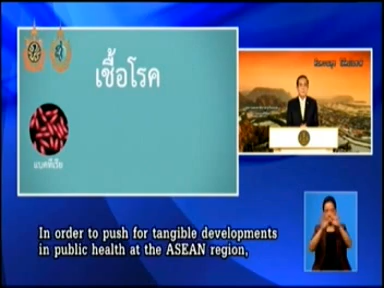 เชื้อโรค
แบคทีเรีย
In order to push for tangible developments
in public health at the ASEAN region,